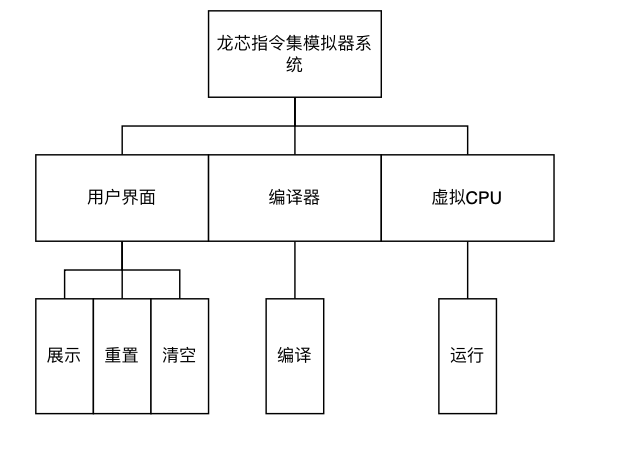 龙芯指令集模拟器系
统
用户界面
编译器
虚拟CPU
展示
重置
清空
编译
运行